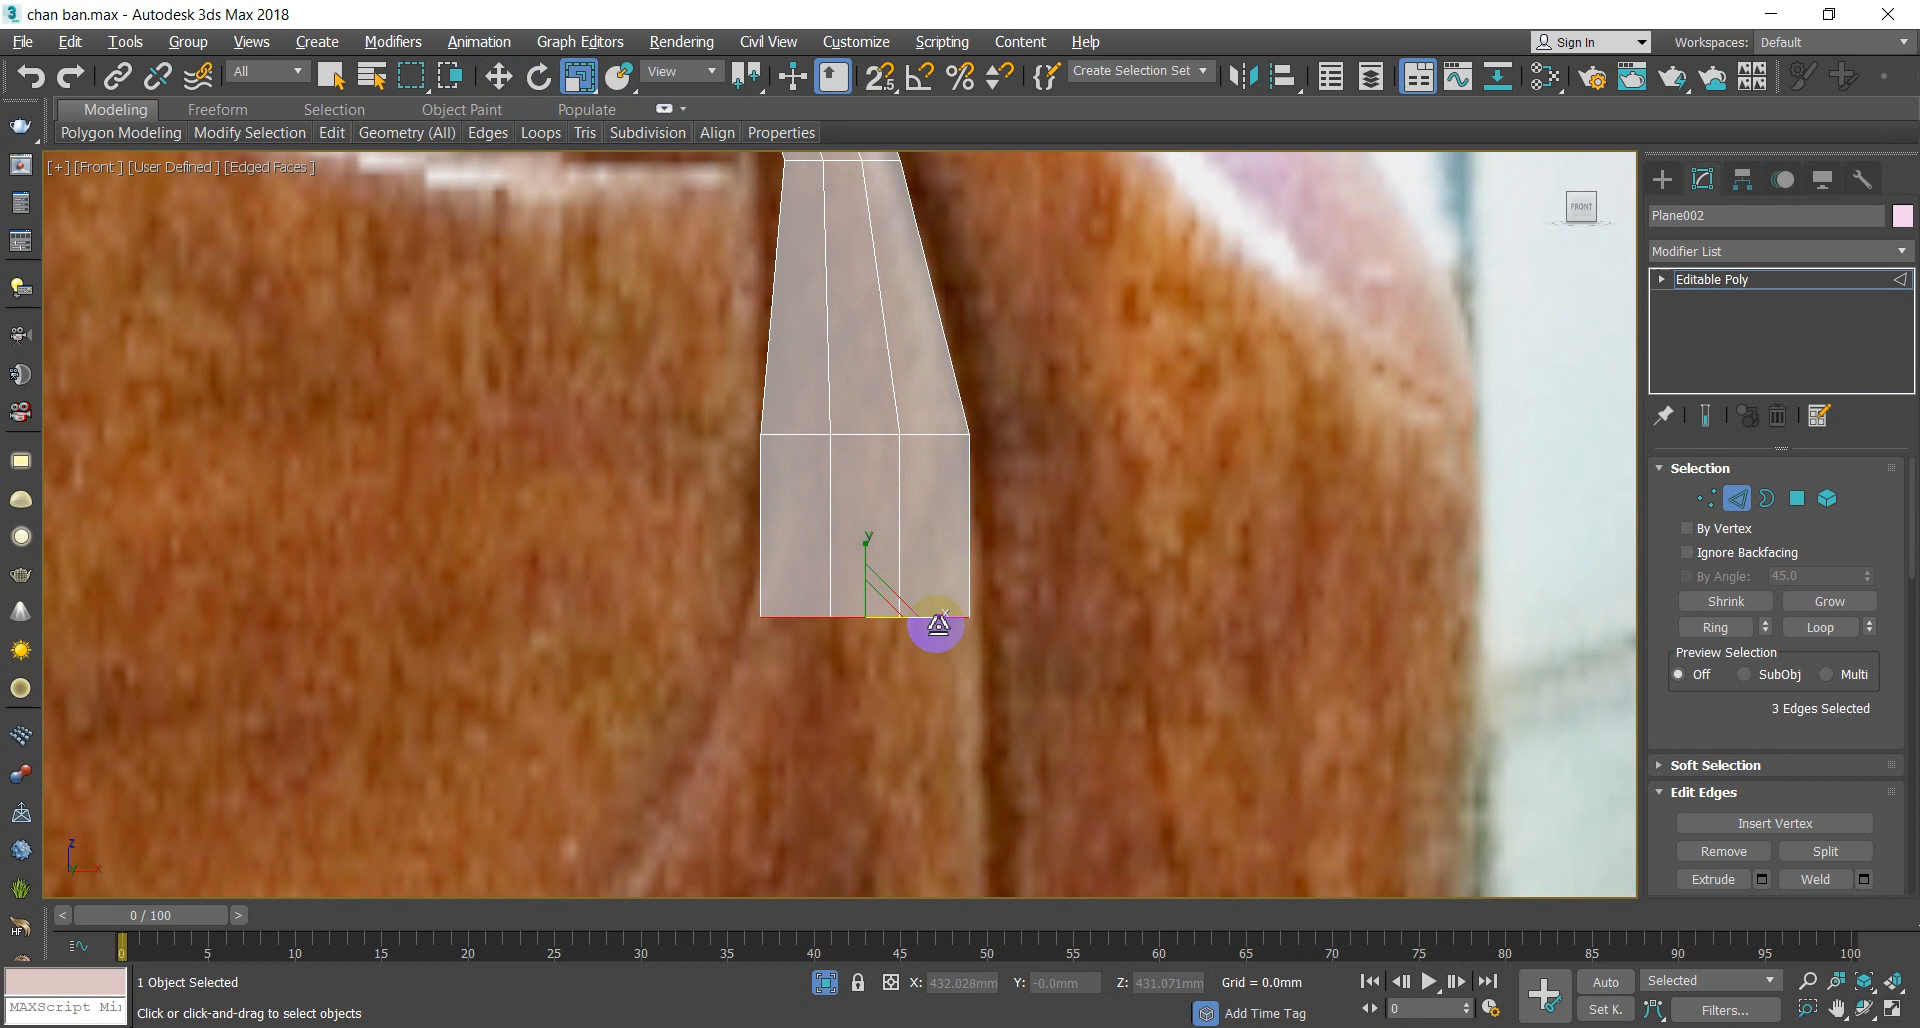 chan ban.max - Autodesk 3ds Max 2018
File Edit Tools Group Views Create Modifiers Animation Graph Editors Rendering Civil View Customize Scripting Content Help Sign In Workspaces: Default
All View Create Selection Set
Modeling Freeform Selection Object Paint Populate
Polygon Modeling Modify Selection Edit Geometry (All) Edges Loops Tris Subdivision Align Properties
[+] [Front ] [User Defined ] [Edged Faces ]
FRONT
Plane002
Modifier List
Editable Poly
Selection
By Vertex
Ignore Backfacing
By Angle: 45.0
Shrink Grow
Ring Loop
Preview Selection
Off SubObj Multi
3 Edges Selected
Soft Selection
Edit Edges
Insert Vertex
Remove Split
Extrude Weld
y
x
z
y x
HF
< 0 / 100 >
0 5 10 15 20 25 30 35 40 45 50 55 60 65 70 75 80 85 90 95 100
1 Object Selected X: 432.028mm Y: -0.0mm Z: 431.071mm Grid = 0.0mm Auto Selected
MAXScript Mi
Click or click-and-drag to select objects Add Time Tag 0 Set K. Filters...